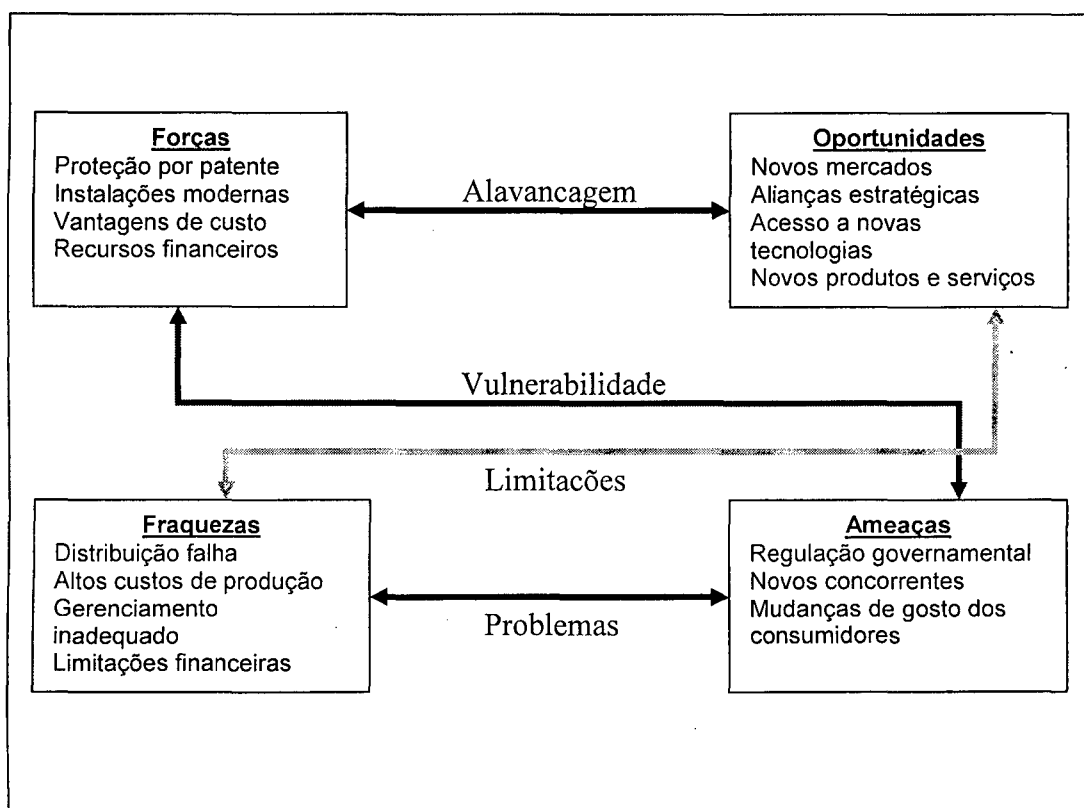 Forças
Proteção por patente
Instalações modernas
Vantagens de custo
Recursos financeiros
Alavancagem
Oportunidades
Novos mercados
Alianças estratégicas
Acesso a novas
tecnologias
Novos produtos e serviços
Vulnerabilidade
Limitacões
Fraquezas
Distribuição falha
Altos custos de produção
Gerenciamento
inadequado
Limitações financeiras
Problemas
Ameaças
Regulação governamental
Novos concorrentes
Mudanças de gosto dos
consumidores